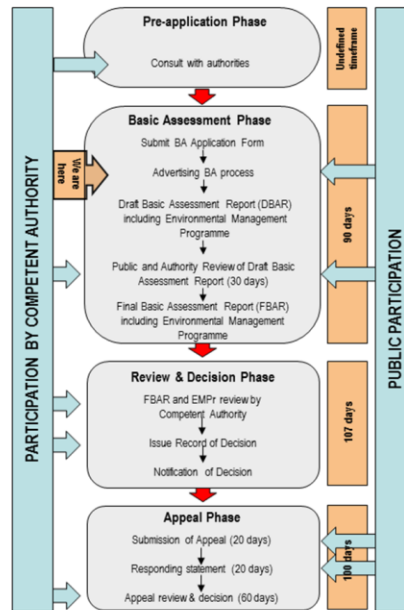 Pre-application Phase
Consult with authorities
Undefined
timeframe
Basic Assessment Phase
Submit BA Application Form
Advertising BA process
Draft Basic Assessment Report (DBAR)
including Environmental Management
Programme
Public and Authority Review of Draft Basic
Assessment Report (30 days)
Final Basic Assessment Report (FBAR)
including Environmental Management
Programme
We are
here
90 days
PARTICIPATION BY COMPETENT AUTHORITY
PUBLIC PARTICIPATION
Review & Decision Phase
FBAR and EMPr review by
Competent Authority
Issue Record of Decision
Notification of Decision
107 days
Appeal Phase
Submission of Appeal (20 days)
Responding statement (20 days)
Appeal review & decision (60 days)
100 days